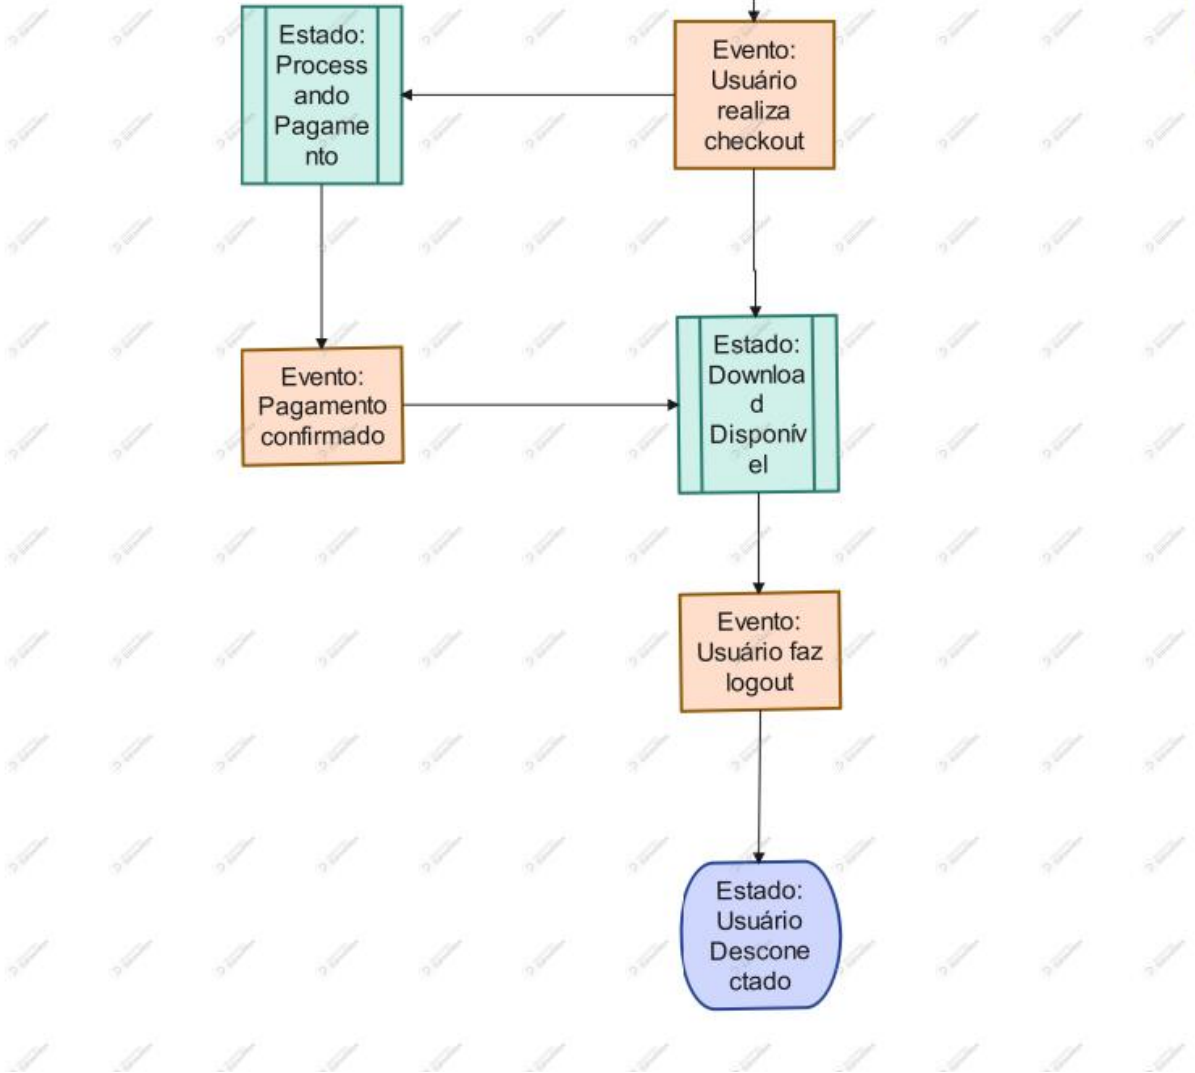 Estado:
Process
ando
Pagame
nto
Evento:
Usuário
realiza
checkout
Evento:
Pagamento
confirmado
Estado:
Downloa
d
Disponív
el
Evento:
Usuário faz
logout
Estado:
Usuário
Descone
ctado